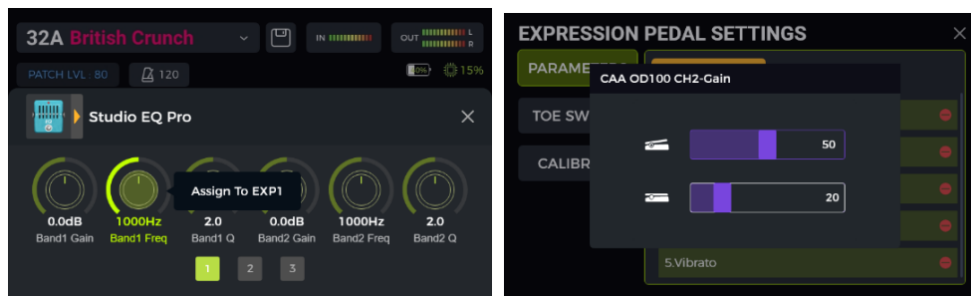 32A British Crunch
IN
OUT
L
R
PATCH LVL : 80
120
0%
15%
Studio EQ Pro
Assign To EXP1
0.0dB
1000Hz
2.0
0.0dB
1000Hz
2.0
Band1 Gain
Band1 Freq
Band1 Q
Band2 Gain
Band2 Freq
Band2 Q
1
2
3
EXPRESSION PEDAL SETTINGS
PARAME
CAA OD100 CH2-Gain
TOE SW
50
CALIBR
20
5.Vibrato